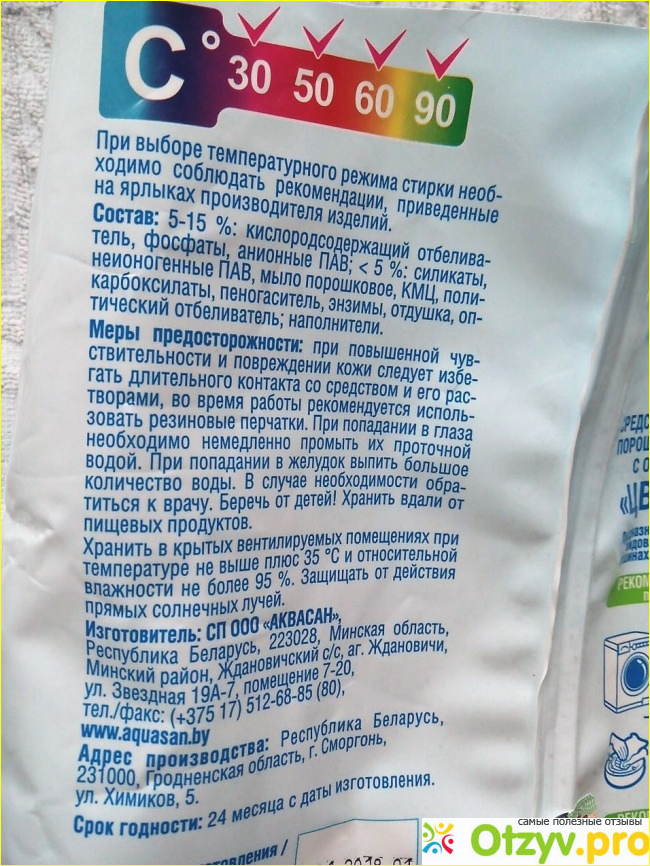 C° 30 50 60 90
При выборе температурного режима стирки необ-
ходимо соблюдать рекомендации, приведенные
на ярлыках производителя изделий.
Состав: 5-15 %: кислородсодержащий отбелива-
тель, фосфаты, анионные ПАВ; < 5 %: силикаты,
неионогенные ПАВ, мыло порошковое, КМЦ, поли-
карбоксилаты, пеногаситель, энзимы, отдушка, оп-
тический отбеливатель; наполнители.
Меры предосторожности: при повышенной чув-
ствительности и повреждении кожи следует избе-
гать длительного контакта со средством и его рас-
творами, во время работы рекомендуется исполь-
зовать резиновые перчатки. При попадании в глаза
необходимо немедленно промыть их проточной
водой. При попадании в желудок выпить большое
количество воды. В случае необходимости обра-
титься к врачу. Беречь от детей! Хранить вдали от
пищевых продуктов.
Хранить в крытых вентилируемых помещениях при
температуре не выше плюс 35 °С и относительной
влажности не более 95 %. Защищать от действия
прямых солнечных лучей.
Изготовитель: СП ООО «АКВАСАН»,
Республика Беларусь, 223028, Минская область,
Минский район, Ждановичский с/с, аг. Ждановичи,
ул. Звездная 19А-7, помещение 7-20,
тел./факс: (+375 17) 512-68-85 (80),
www.aquasan.by
Адрес производства: Республика Беларусь,
231000, Гродненская область, г. Сморгонь,
ул. Химиков, 5.
Срок годности: 24 месяца с даты изготовления.
самые полезные отзывы
Otzyv.pro